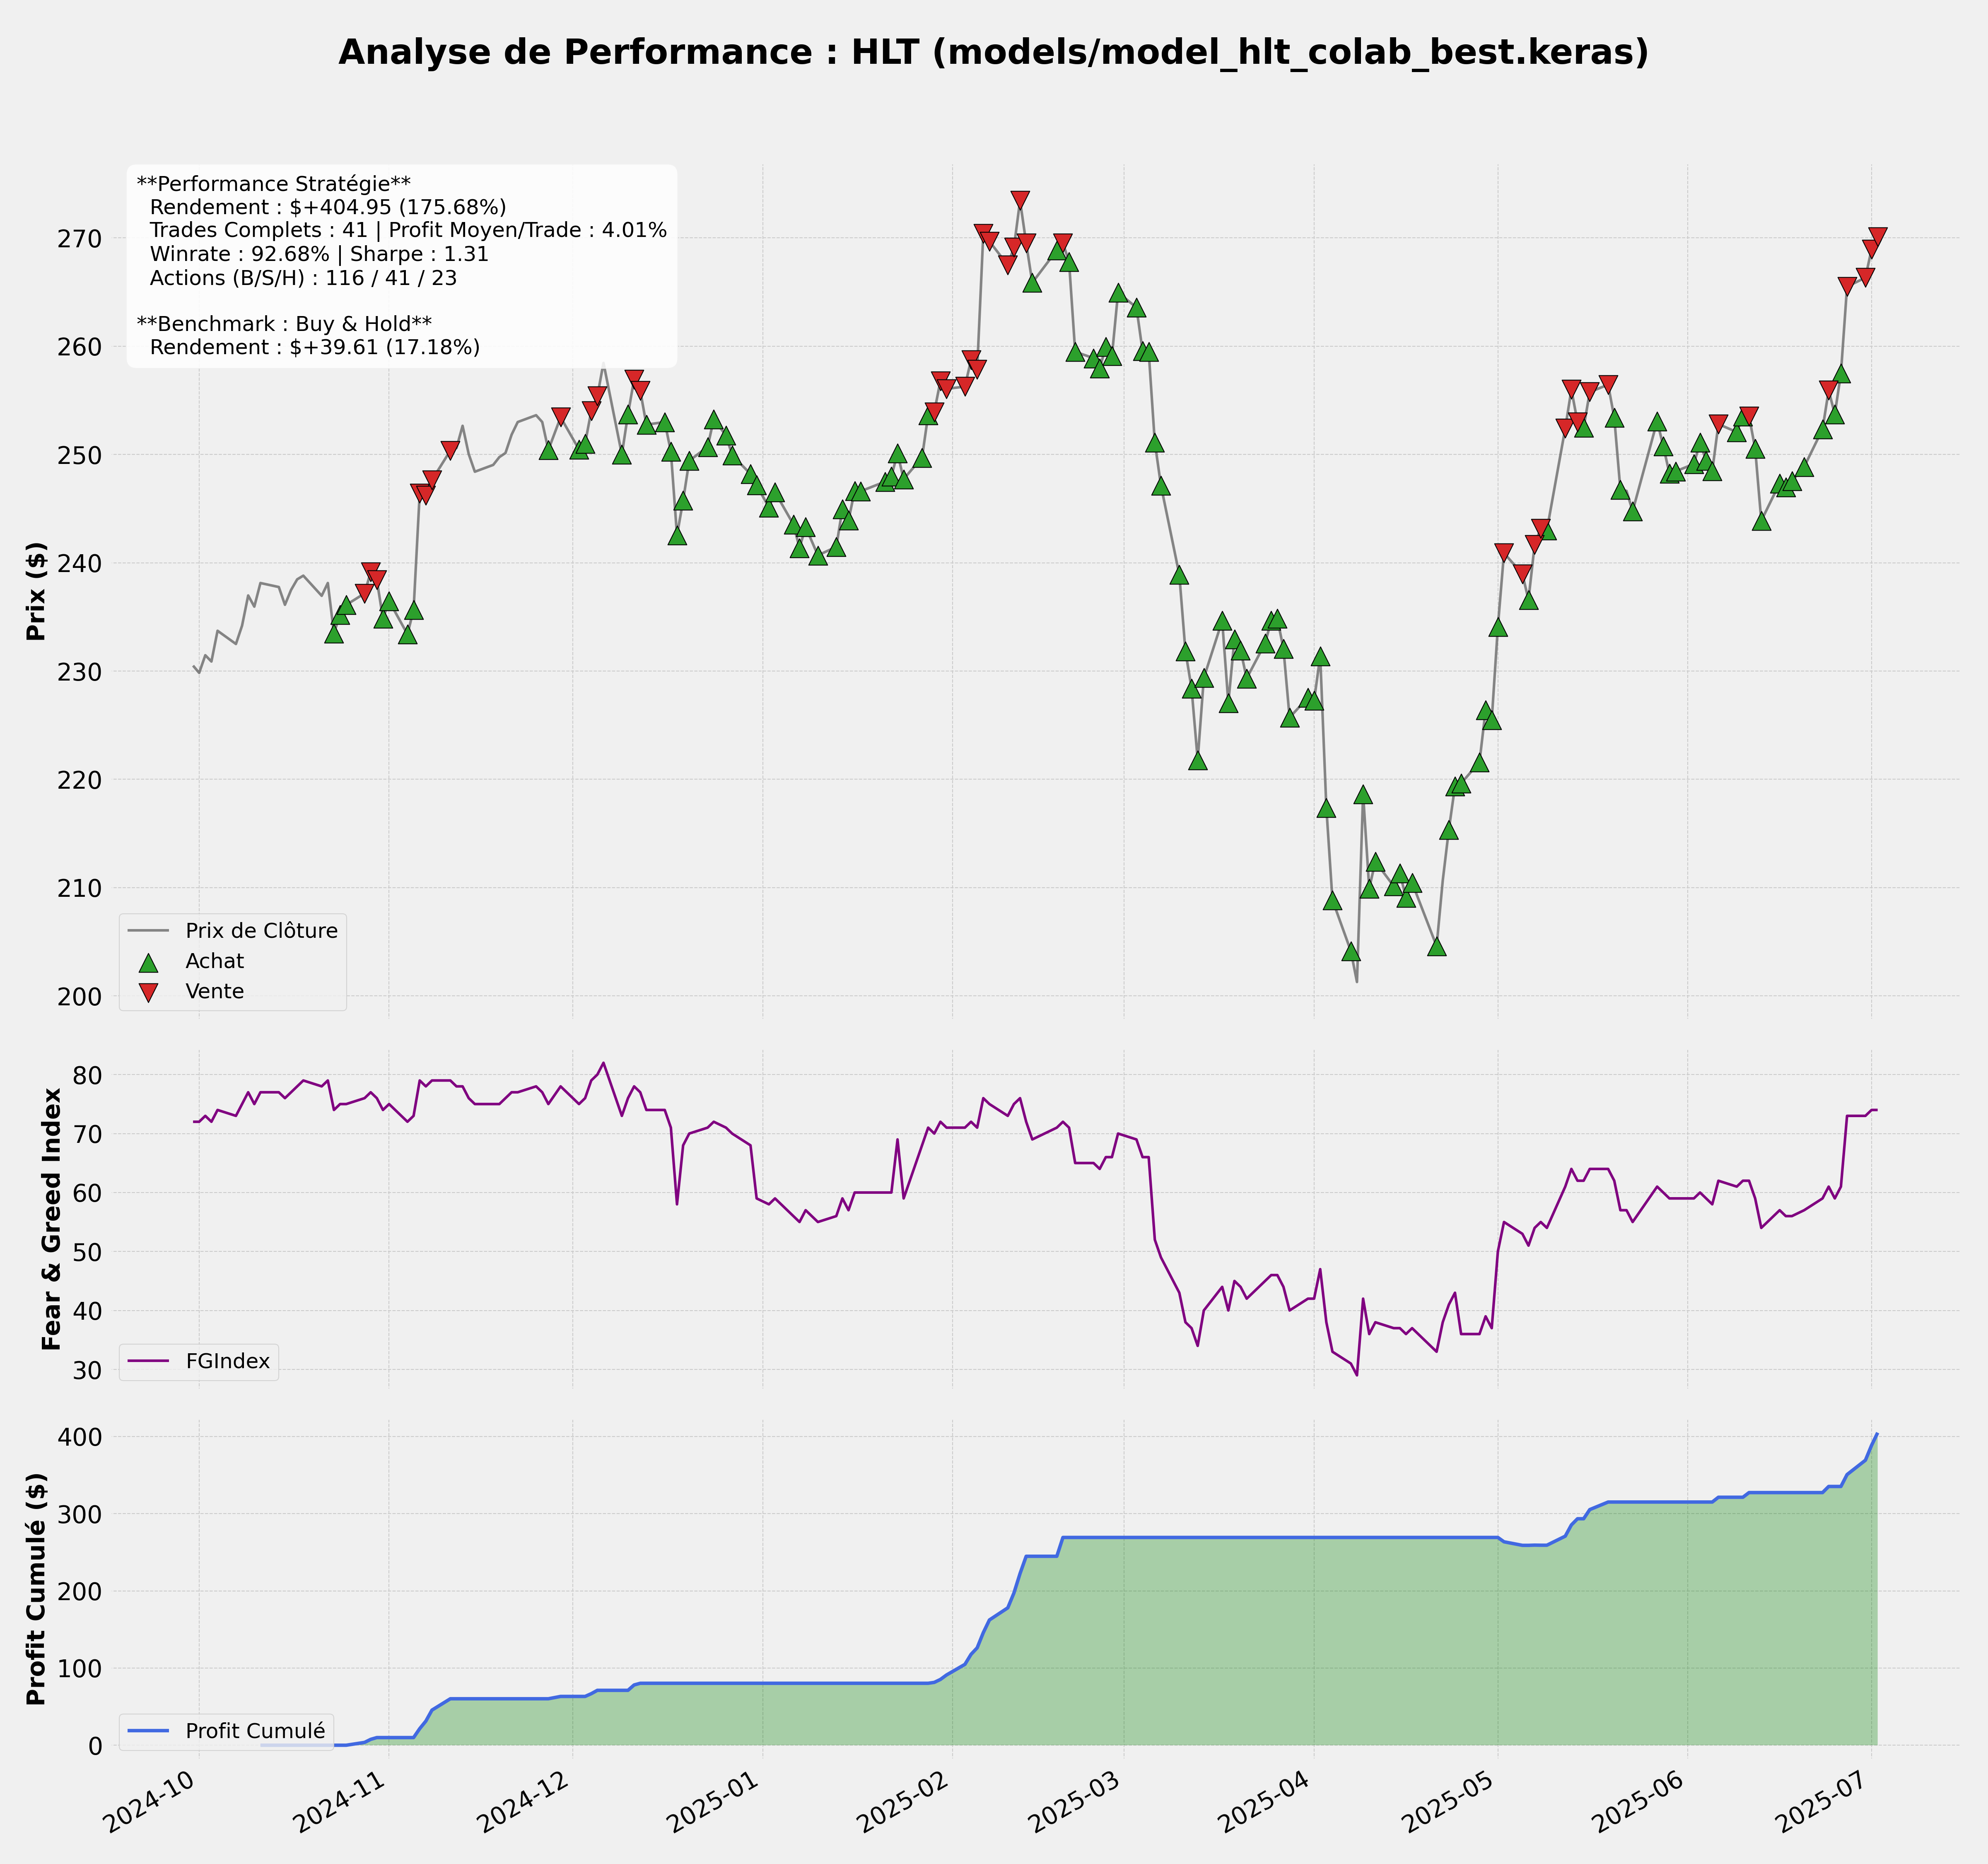 Analyse de Performance : HLT (models/model_hlt_colab_best.keras)
**Performance Stratégie**
Rendement : $+404.95 (175.68%)
Trades Complets : 41 | Profit Moyen/Trade : 4.01%
Winrate : 92.68% | Sharpe : 1.31
Actions (B/S/H) : 116 / 41 / 23
**Benchmark : Buy & Hold**
Rendement : $+39.61 (17.18%)
Prix ($)
270
260
250
240
230
220
210
200
Prix de Clôture
Achat
Vente
Fear & Greed Index
80
70
60
50
40
30
FGIndex
Profit Cumulé ($)
400
300
200
100
0
Profit Cumulé
2024-10
2024-11
2024-12
2025-01
2025-02
2025-03
2025-04
2025-05
2025-06
2025-07